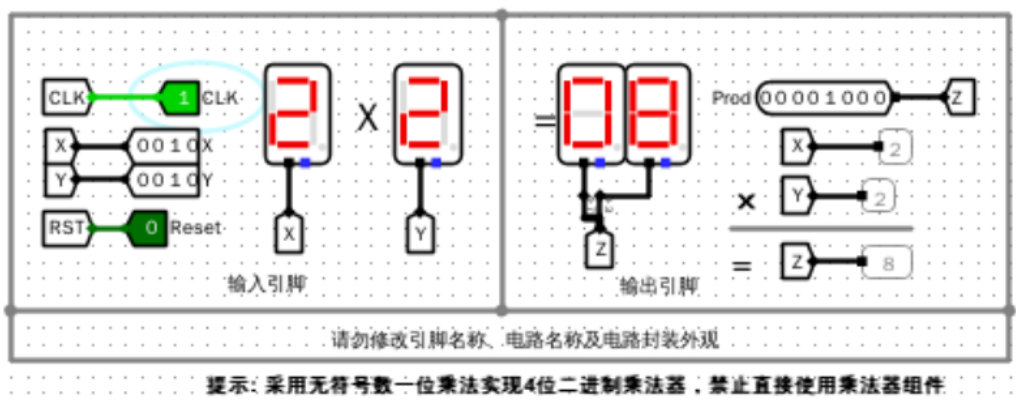 CLK 1 CLK
2 X 2 = 08
Prod 00001000 Z
X 0010 X
X 2
Y 0010 Y
× Y 2
RST 0 Reset
X
Y
Z
= Z 8
输入引脚
输出引脚
请勿修改引脚名称、电路名称及电路封装外观
提示：采用无符号数一位乘法实现4位二进制乘法器，禁止直接使用乘法器组件